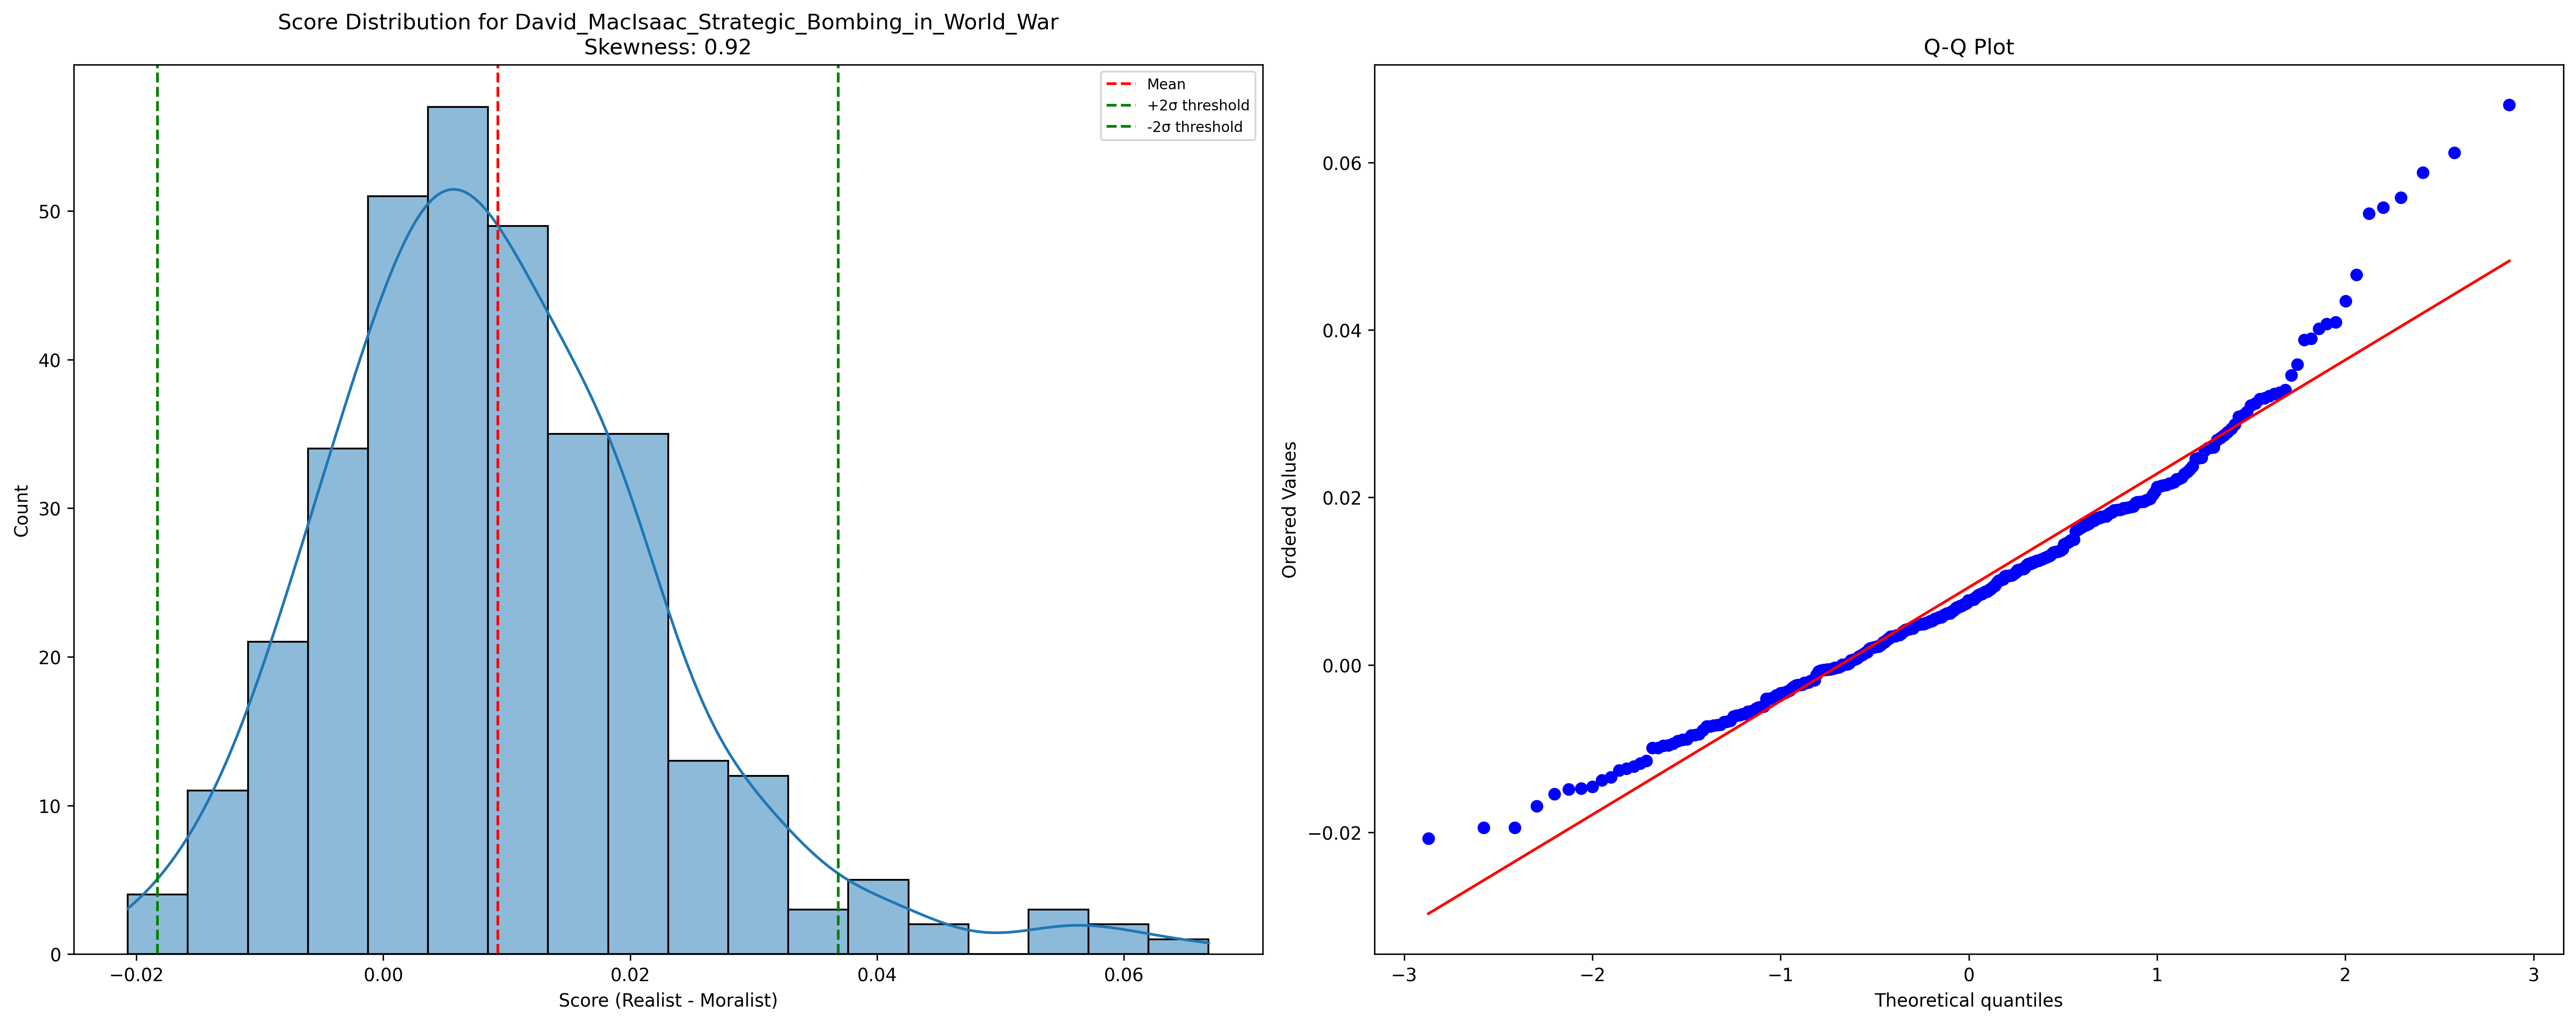 Score Distribution for David_MacIsaac_Strategic_Bombing_in_World_War
Skewness: 0.92
Mean
+2σ threshold
-2σ threshold
Count
50
40
30
20
10
0
−0.02
0.00
0.02
0.04
0.06
Score (Realist - Moralist)
Q-Q Plot
Ordered Values
0.06
0.04
0.02
0.00
−0.02
−3
−2
−1
0
1
2
3
Theoretical quantiles